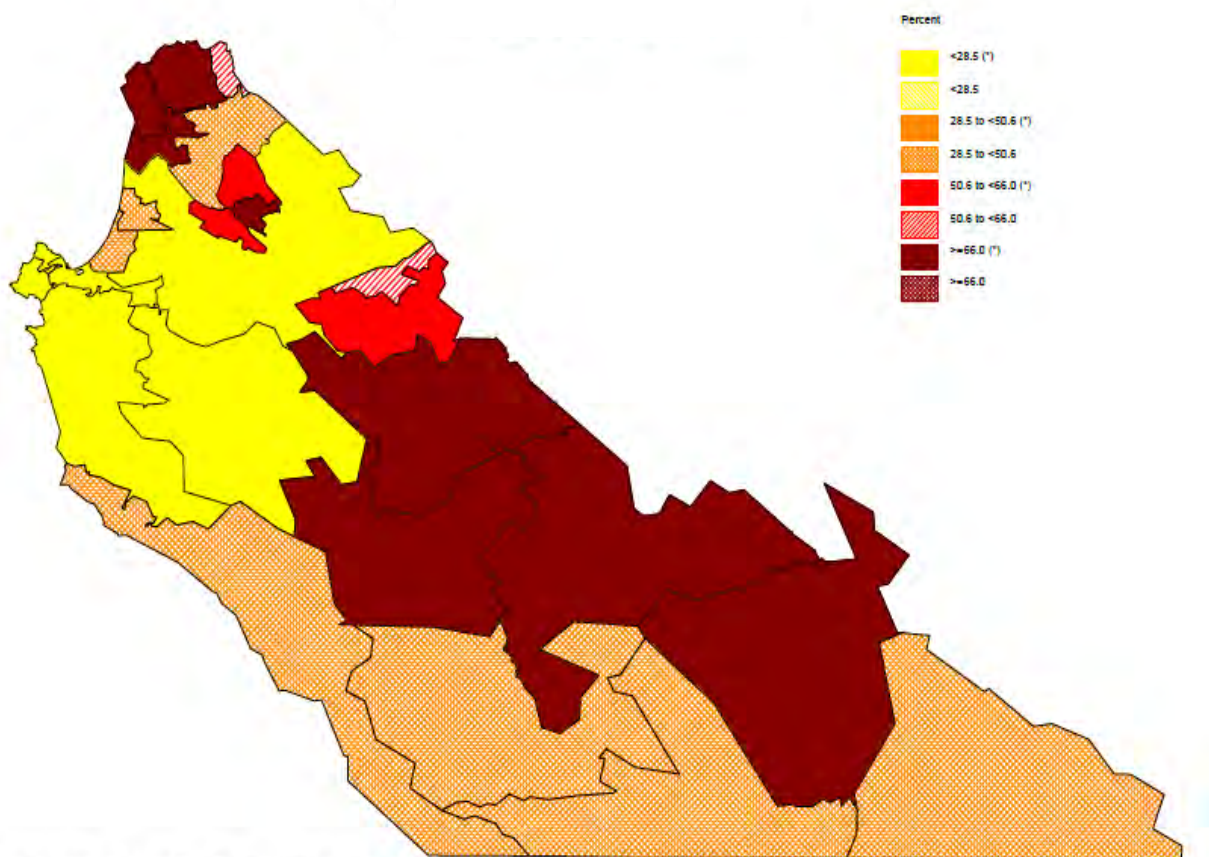 Percent
<28.5 (*)
<28.5
28.5 to <50.6 (*)
28.5 to <50.6
50.6 to <66.0 (*)
50.6 to <66.0
>=66.0 (*)
>=66.0